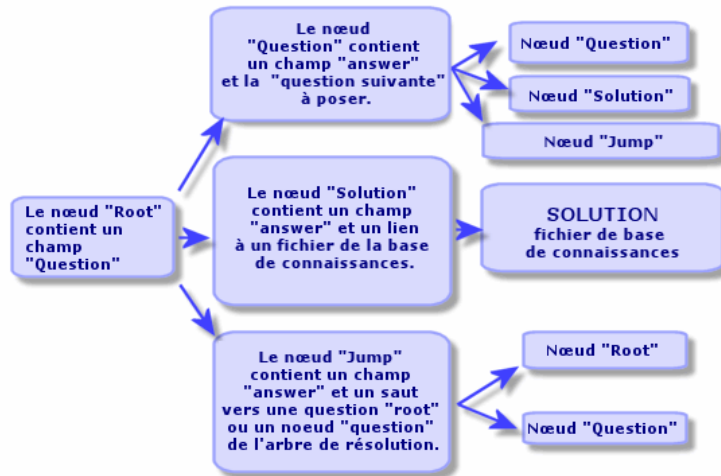 Le nœud "Root"
contient un
champ
"Question"
Le nœud
"Question" contient
un champ "answer"
et la "question suivante"
à poser.
Nœud "Question"
Nœud "Solution"
Nœud "Jump"
Le nœud "Solution"
contient un champ
"answer" et un lien
à un fichier de la base
de connaissances.
SOLUTION
fichier de base
de connaissances
Le nœud "Jump"
contient un champ
"answer" et un saut
vers une question "root"
ou un noeud "question"
de l'arbre de résolution.
Nœud "Root"
Nœud "Question"